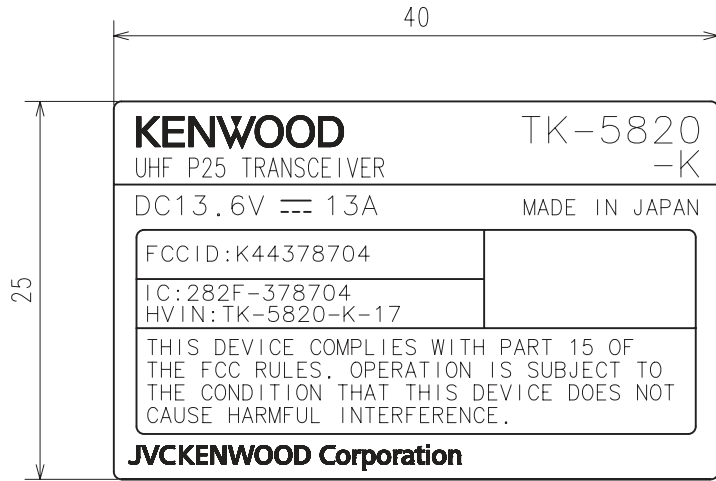 40
25
KENWOOD
TK-5820
-K
UHF P25 TRANSCEIVER
DC13.6V ⎓ 13A
MADE IN JAPAN
FCCID:K44378704
IC:282F-378704
HVIN:TK-5820-K-17
THIS DEVICE COMPLIES WITH PART 15 OF
THE FCC RULES. OPERATION IS SUBJECT TO
THE CONDITION THAT THIS DEVICE DOES NOT
CAUSE HARMFUL INTERFERENCE.
JVCKENWOOD Corporation